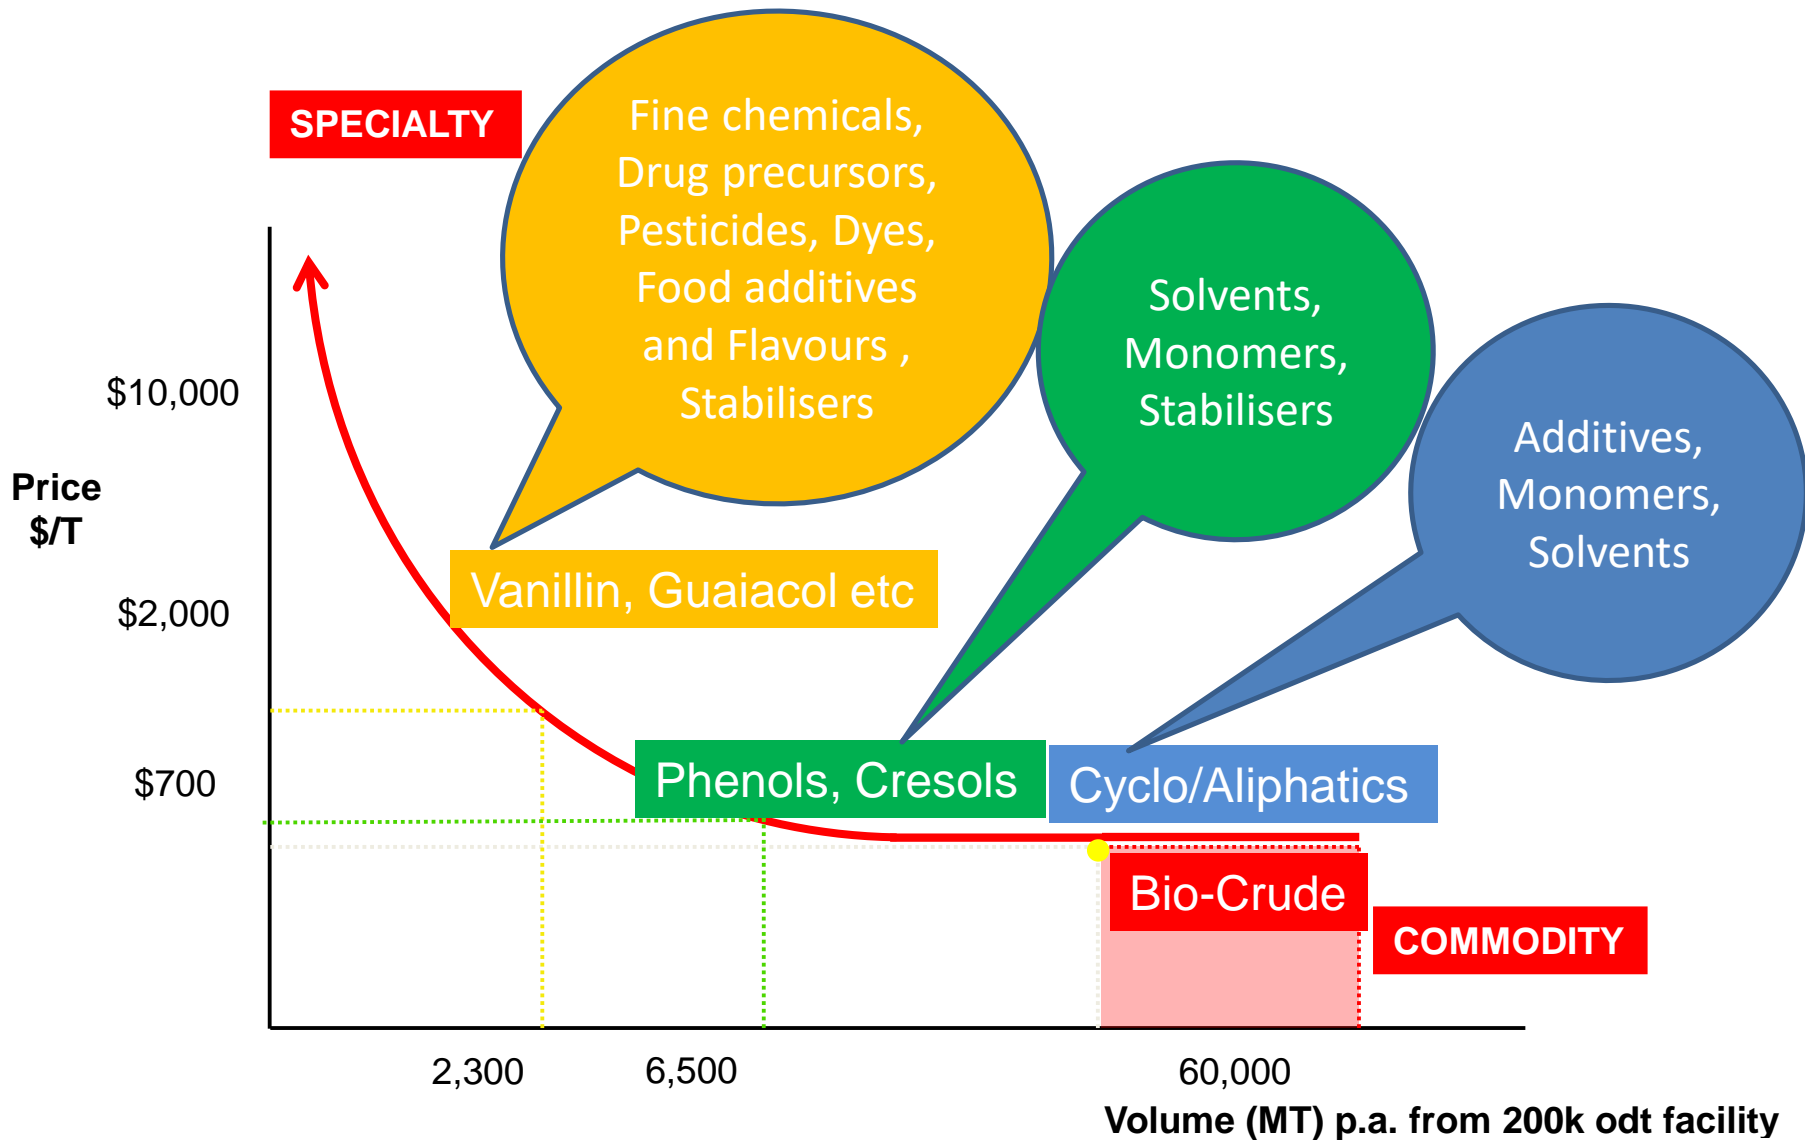 SPECIALTY
Fine chemicals,
Drug precursors,
Pesticides, Dyes,
Food additives
and Flavours ,
Stabilisers
Solvents,
Monomers,
Stabilisers
Additives,
Monomers,
Solvents
$10,000
Price
$/T
$2,000
$700
Vanillin, Guaiacol etc
Phenols, Cresols
Cyclo/Aliphatics
Bio-Crude
COMMODITY
2,300
6,500
60,000
Volume (MT) p.a. from 200k odt facility